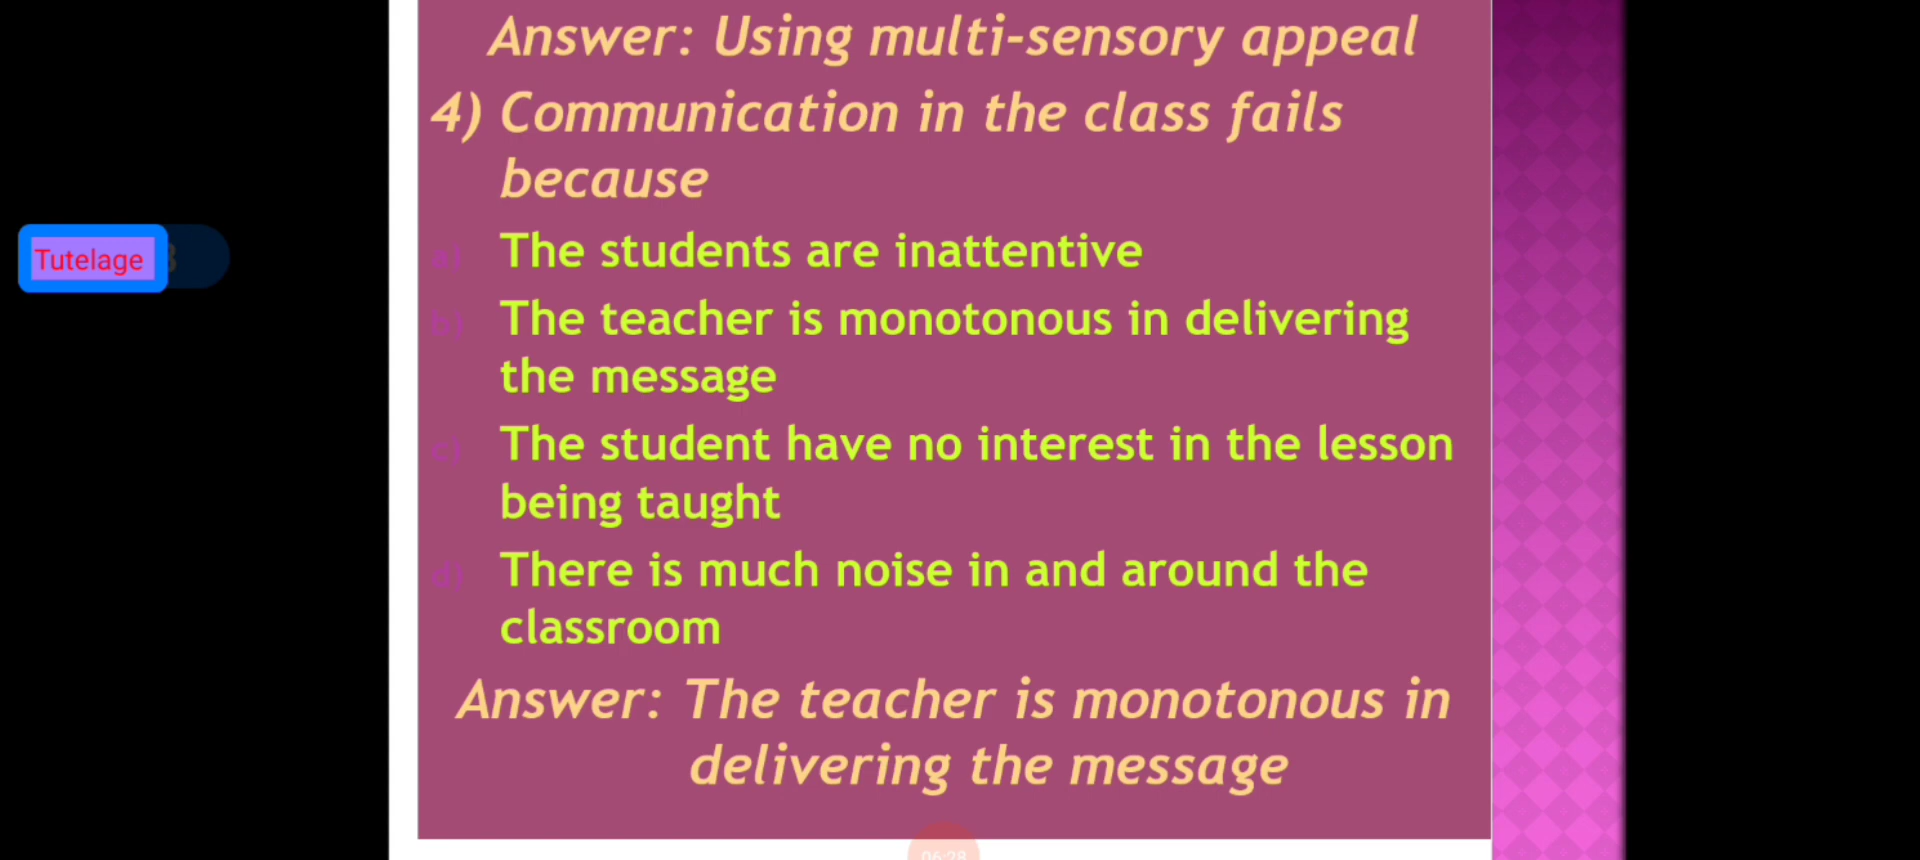 Answer: Using multi-sensory appeal
4) Communication in the class fails
because
a) The students are inattentive
b) The teacher is monotonous in delivering
the message
c) The student have no interest in the lesson
being taught
d) There is much noise in and around the
classroom
Answer: The teacher is monotonous in
delivering the message
Tutelage
06:28